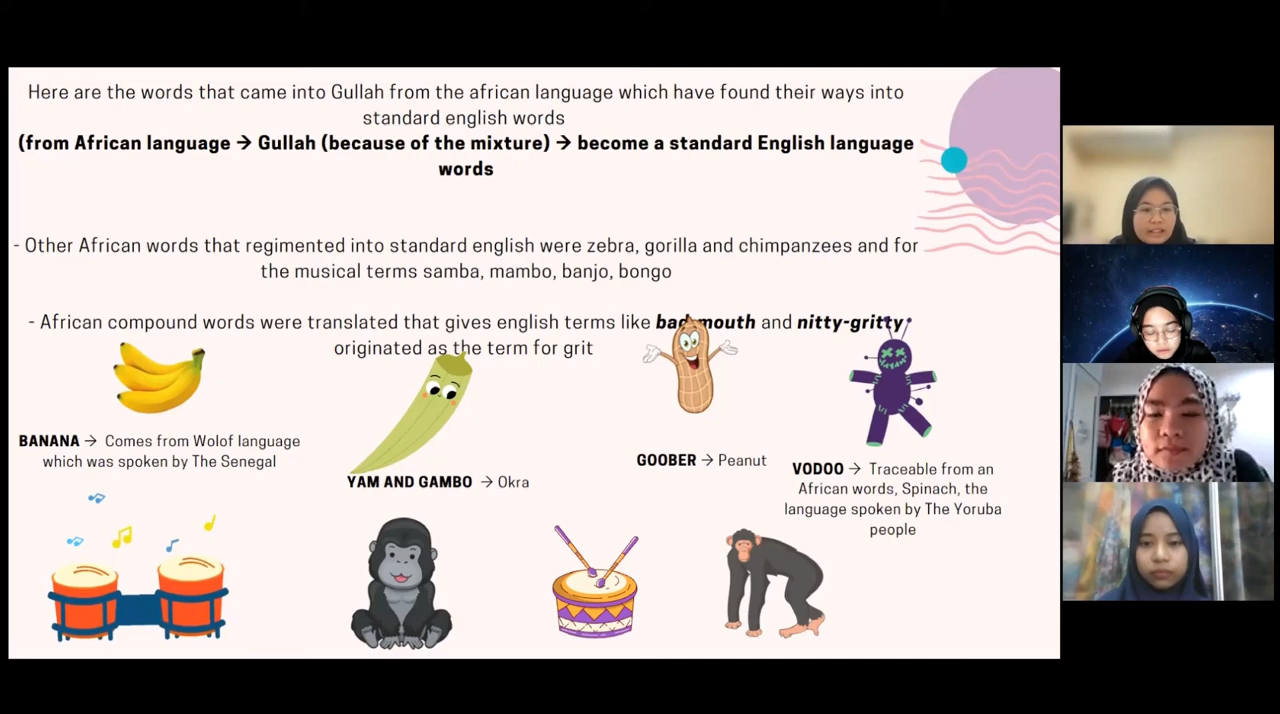 Here are the words that came into Gullah from the african language which have found their ways into
standard english words
(from African language → Gullah (because of the mixture) → become a standard English language
words
- Other African words that regimented into standard english were zebra, gorilla and chimpanzees and for
the musical terms samba, mambo, banjo, bongo
- African compound words were translated that gives english terms like bad mouth and nitty-gritty
originated as the term for grit
BANANA → Comes from Wolof language
which was spoken by The Senegal
YAM AND GAMBO → Okra
GOOBER → Peanut
VODOO → Traceable from an
African words, Spinach, the
language spoken by The Yoruba
people